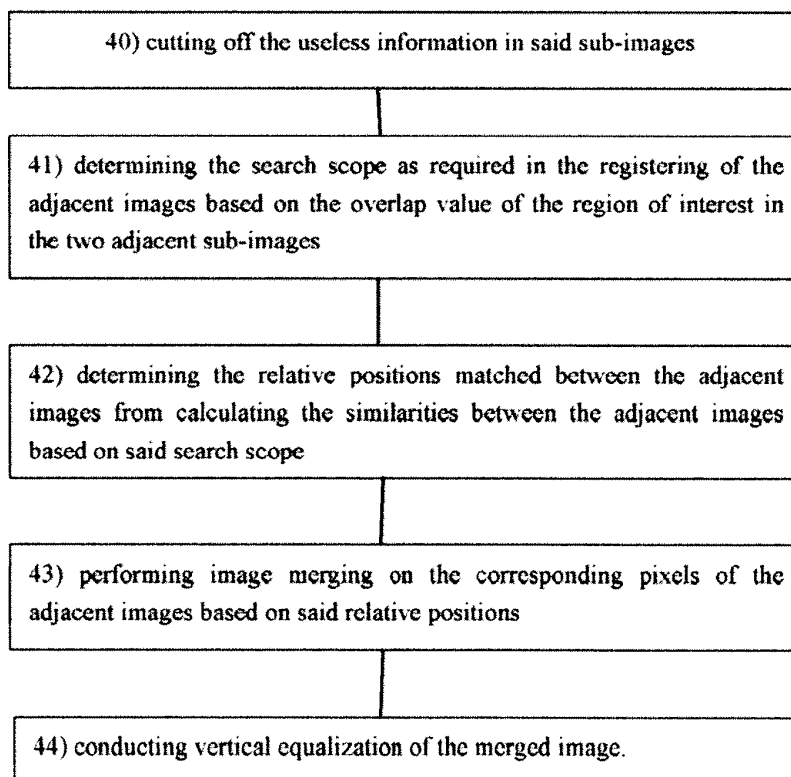 40) cutting off the useless information in said sub-images
41) determining the search scope as required in the registering of the
adjacent images based on the overlap value of the region of interest in
the two adjacent sub-images
42) determining the relative positions matched between the adjacent
images from calculating the similarities between the adjacent images
based on said search scope
43) performing image merging on the corresponding pixels of the
adjacent images based on said relative positions
44) conducting vertical equalization of the merged image.